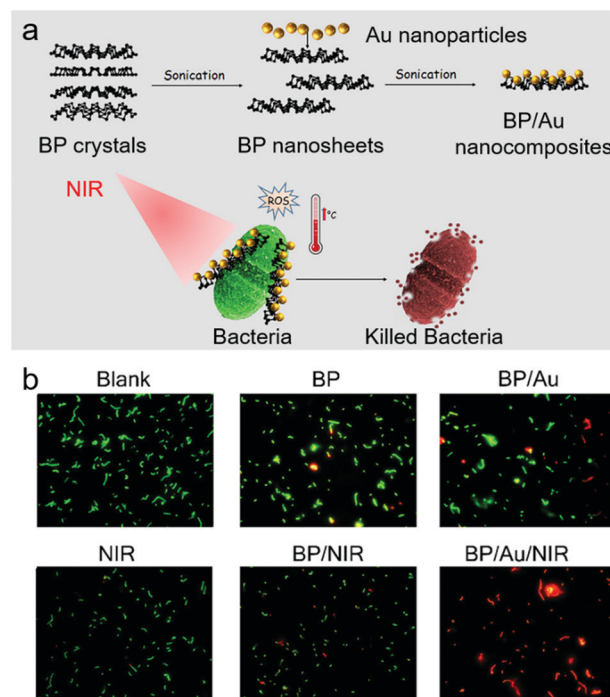 a
Au nanoparticles
Sonication
Sonication
BP crystals
BP nanosheets
BP/Au
nanocomposites
NIR
ROS
°C
Bacteria
Killed Bacteria
b
Blank
BP
BP/Au
NIR
BP/NIR
BP/Au/NIR